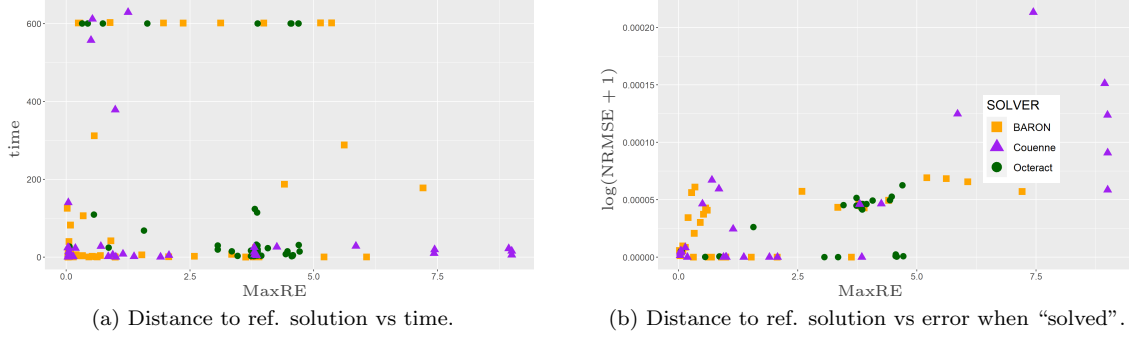 600
400
200
0
time
0.0
2.5
5.0
7.5
MaxRE
(a) Distance to ref. solution vs time.
0.00020
0.00015
0.00010
0.00005
0.00000
log(NRMSE + 1)
0.0
2.5
5.0
7.5
MaxRE
SOLVER
BARON
Couenne
Octeract
(b) Distance to ref. solution vs error when “solved”.